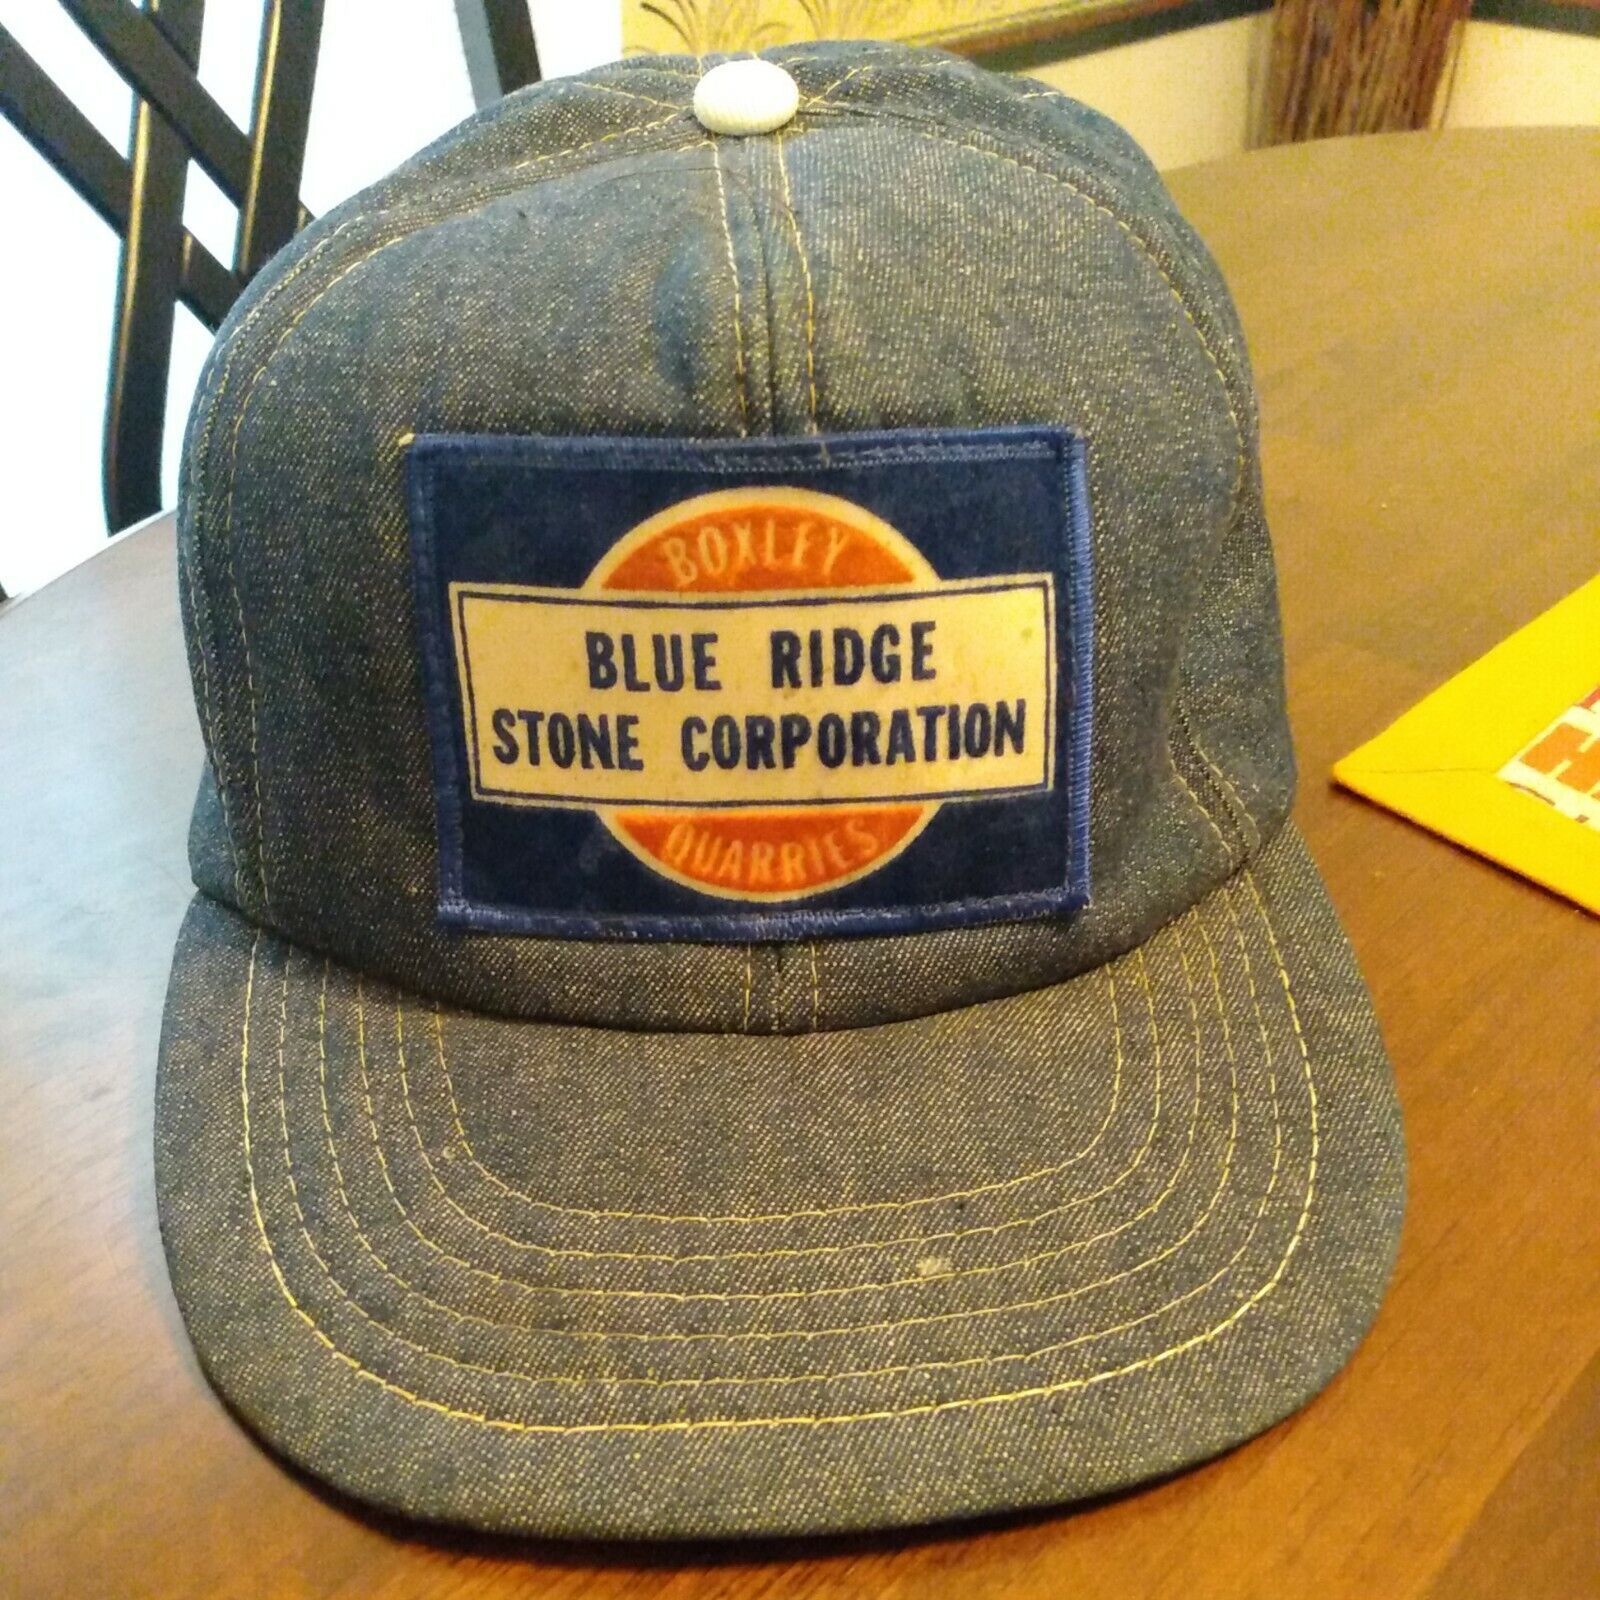 BOXLEY
BLUE RIDGE
STONE CORPORATION
QUARRIES